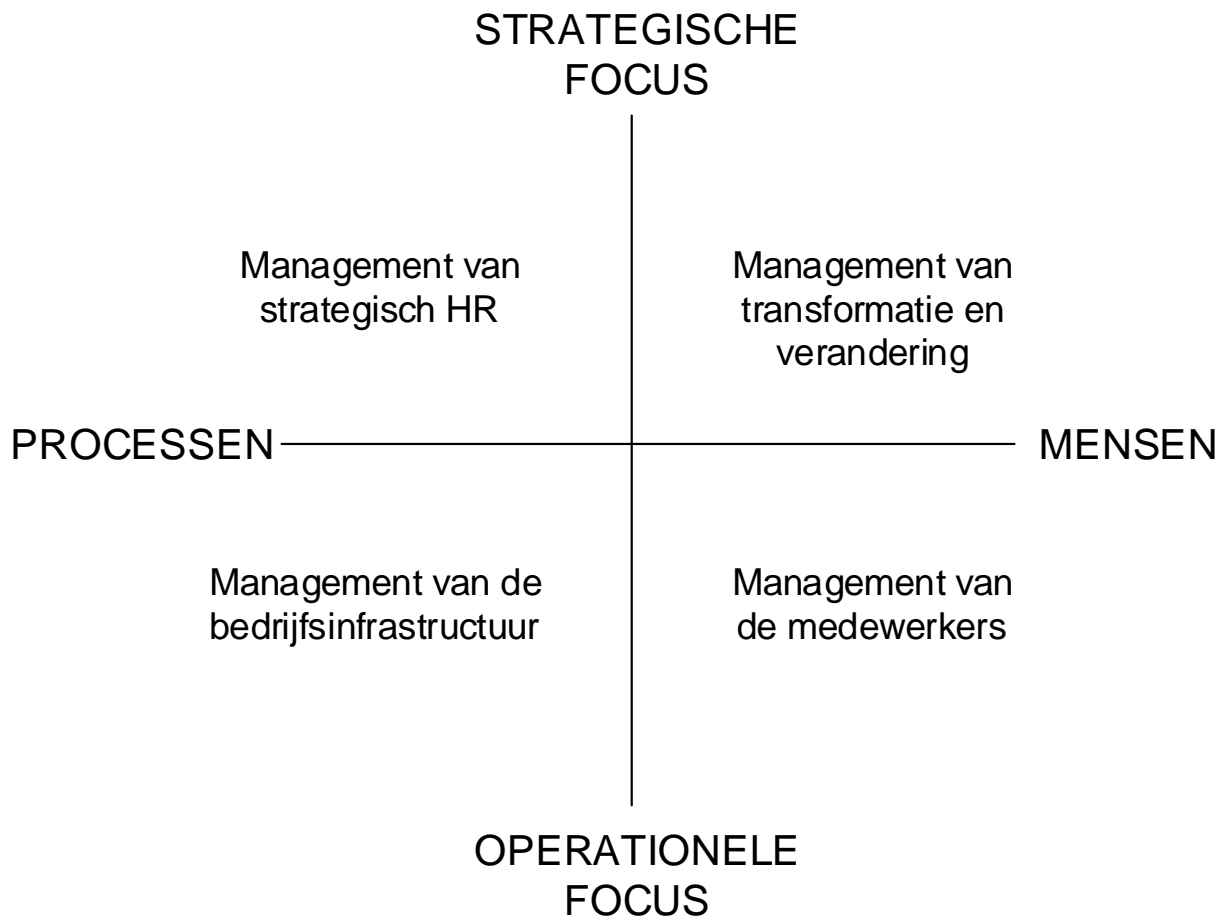 STRATEGISCHE
FOCUS
Management van
strategisch HR
Management van
transformatie en
verandering
PROCESSEN
MENSEN
Management van de
bedrijfsinfrastructuur
Management van
de medewerkers
OPERATIONELE
FOCUS